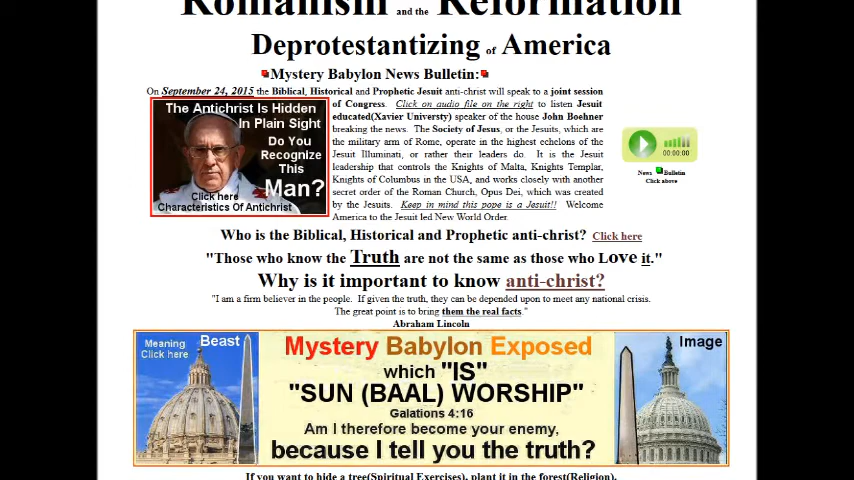 Romanism and the Reformation
Deprotestantizing of America
Mystery Babylon News Bulletin:
On September 24, 2015 the Biblical, Historical and Prophetic Jesuit anti-christ will speak to a joint session
of Congress. Click on audio file on the right to listen Jesuit
educated(Xavier Universty) speaker of the house John Boehner
breaking the news. The Society of Jesus, or the Jesuits, which are
the military arm of Rome, operate in the highest echelons of the
Jesuit Illuminati, or rather their leaders do. It is the Jesuit
leadership that controls the Knights of Malta, Knights Templar,
Knights of Columbus in the USA, and works closely with another
secret order of the Roman Church, Opus Dei, which was created
by the Jesuits. Keep in mind this pope is a Jesuit!! Welcome
America to the Jesuit led New World Order
The Antichrist Is Hidden
In Plain Sight
Do You
Recognize
This
Man?
Click here
Characteristics Of Antichrist
00:00:00
News Bulletin
Click above
Who is the Biblical, Historical and Prophetic anti-christ? Click here
"Those who know the Truth are not the same as those who Love it."
Why is it important to know anti-christ?
"I am a firm believer in the people. If given the truth, they can be depended upon to meet any national crisis.
The great point is to bring them the real facts."
Abraham Lincoln
Meaning
Click here
Beast
Mystery Babylon Exposed
which "IS"
"SUN (BAAL) WORSHIP"
Galations 4:16
Am I therefore become your enemy,
because I tell you the truth?
Image
If you want to hide a tree(Spiritual Exercises), plant it in the forest(Religion).